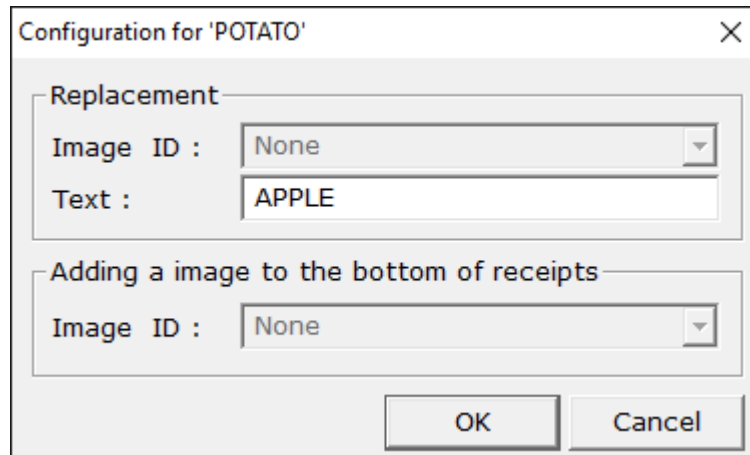 Configuration for 'POTATO'
Replacement
Image ID : None
Text : APPLE
Adding a image to the bottom of receipts
Image ID : None
OK Cancel